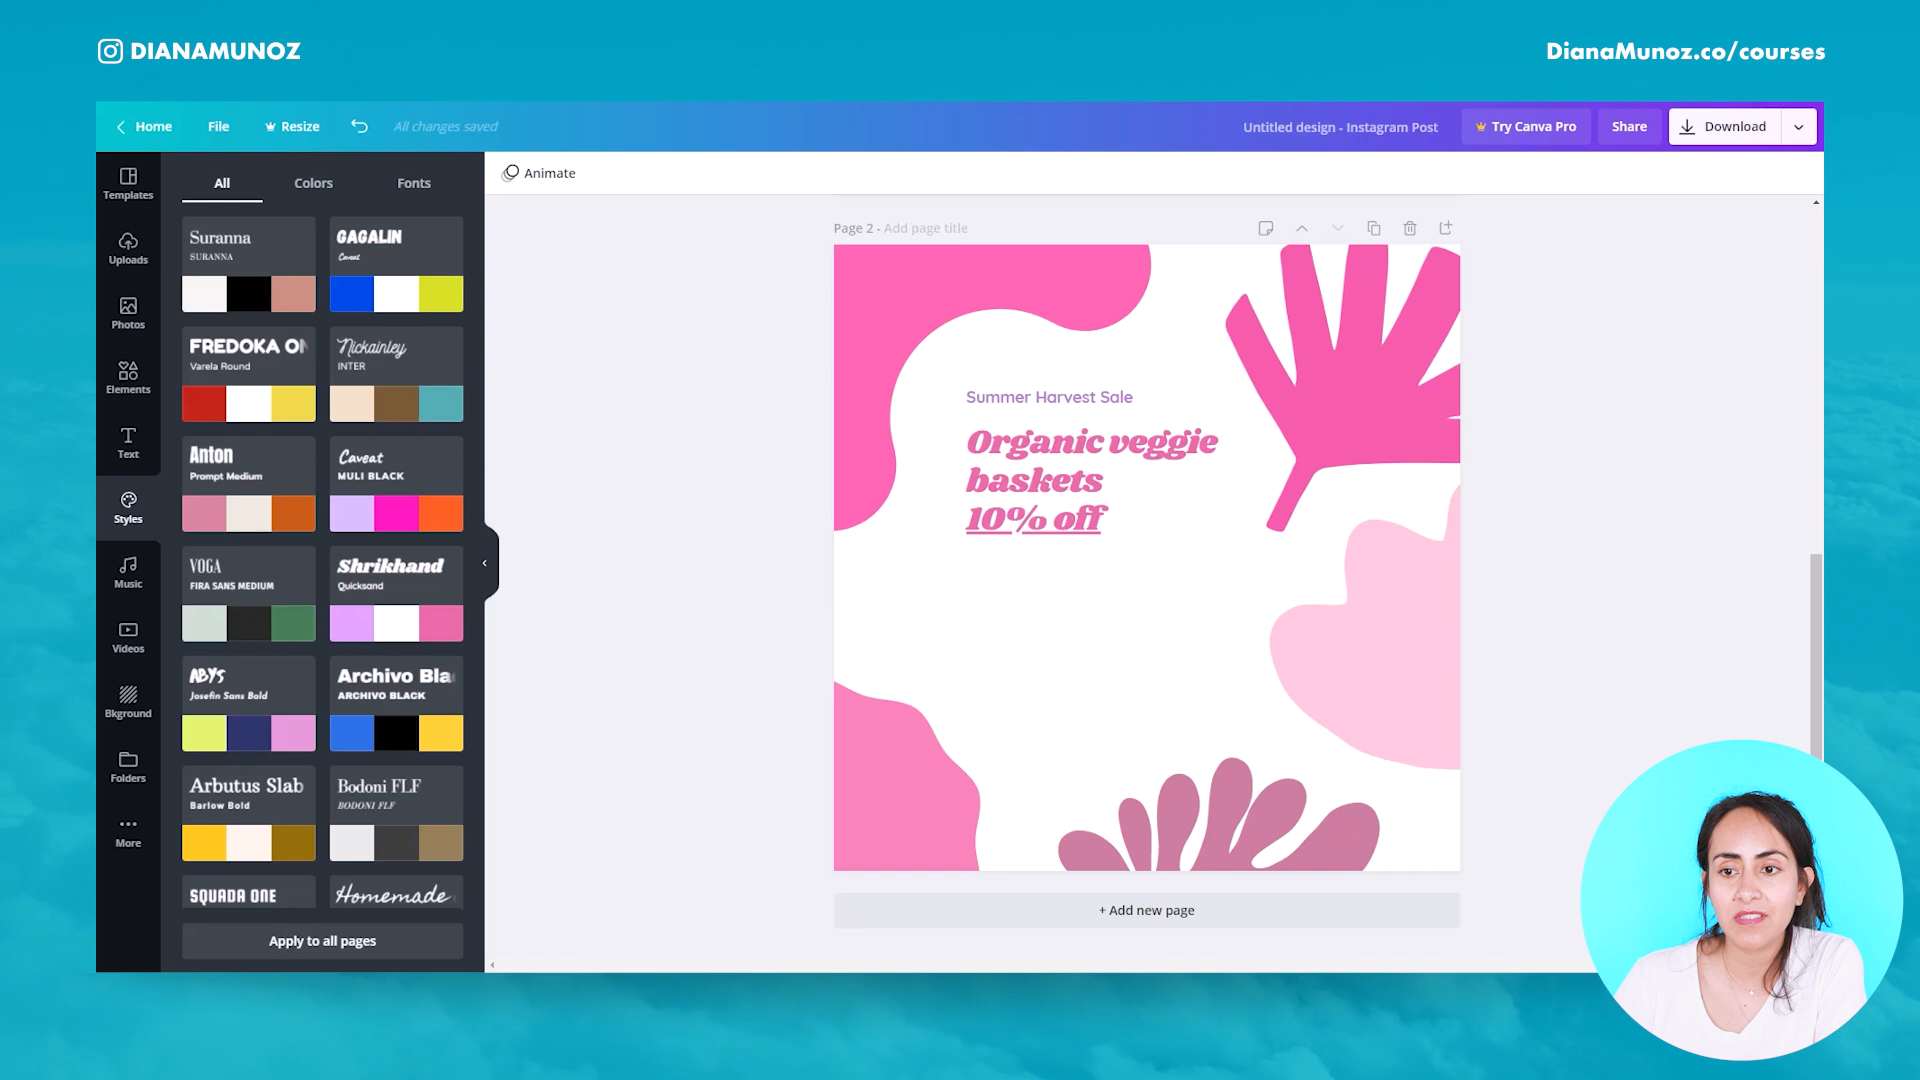 DIANAMUNOZ
DianaMunoz.co/courses
Home
File
Resize
All changes saved
Untitled design - Instagram Post
Try Canva Pro
Share
Download
Templates
Uploads
Photos
Elements
Text
Styles
Music
Videos
Bkground
Folders
More
All
Colors
Fonts
Suranna
SURANNA
GAGALIN
Caveat
FREDOKA ON
Varela Round
Nickainley
INTER
Anton
Prompt Medium
Caveat
MULI BLACK
VOGA
FIRA SANS MEDIUM
Shrikhand
Quicksand
ABYS
Josefin Sans Bold
Archivo Bla
ARCHIVO BLACK
Arbutus Slab
Barlow Bold
Bodoni FLF
BODONI FLF
SQUADA ONE
Homemade
Apply to all pages
Animate
Page 2 - Add page title
Summer Harvest Sale
Organic veggie
baskets
10% off
+ Add new page